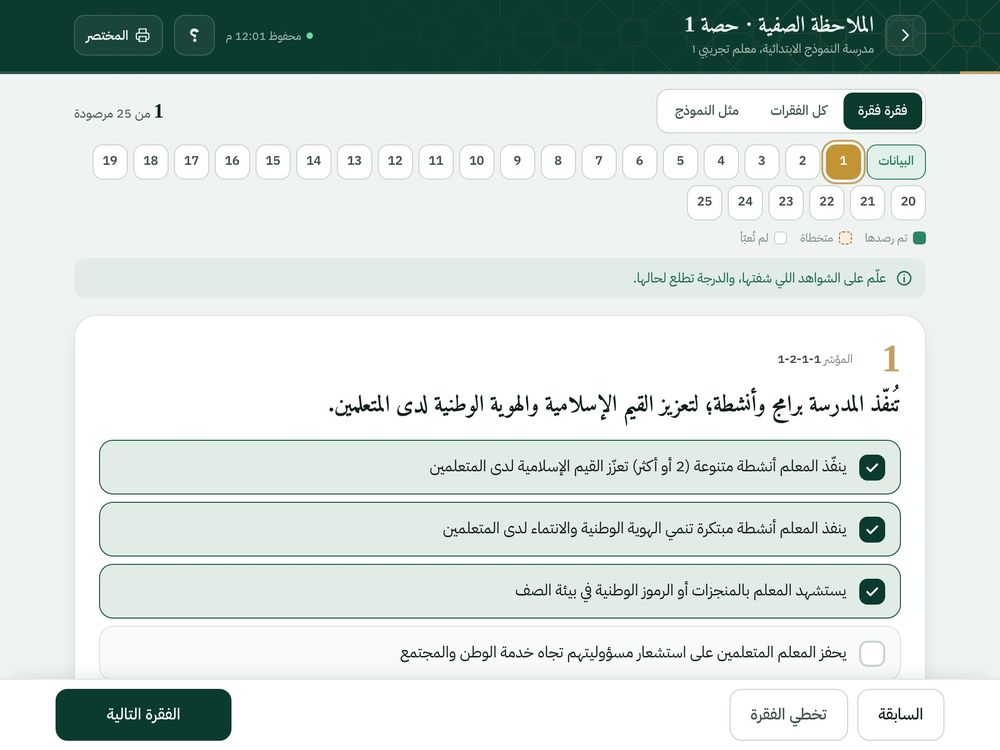 الملاحظة الصفية · حصة 1
مدرسة النموذج الابتدائية، معلم تجريبي ١
محفوظ 12:01 م
؟
المختصر
فقرة فقرة
كل الفقرات
مثل النموذج
1 من 25 مرصودة
البيانات 1 2 3 4 5 6 7 8 9 10 11 12 13 14 15 16 17 18 19
20 21 22 23 24 25
تم رصدها
متخطاة
لم تُعبّأ
علّم على الشواهد اللي شفتها، والدرجة تطلع لحالها.
1
المؤشر 1-1-2-1
تُنفّذ المدرسة برامج وأنشطة؛ لتعزيز القيم الإسلامية والهوية الوطنية لدى المتعلمين.
ينفّذ المعلم أنشطة متنوعة (2 أو أكثر) تعزّز القيم الإسلامية لدى المتعلمين
ينفذ المعلم أنشطة مبتكرة تنمي الهوية الوطنية والانتماء لدى المتعلمين
يستشهد المعلم بالمنجزات أو الرموز الوطنية في بيئة الصف
يحفز المعلم المتعلمين على استشعار مسؤوليتهم تجاه خدمة الوطن والمجتمع
السابقة
تخطي الفقرة
الفقرة التالية